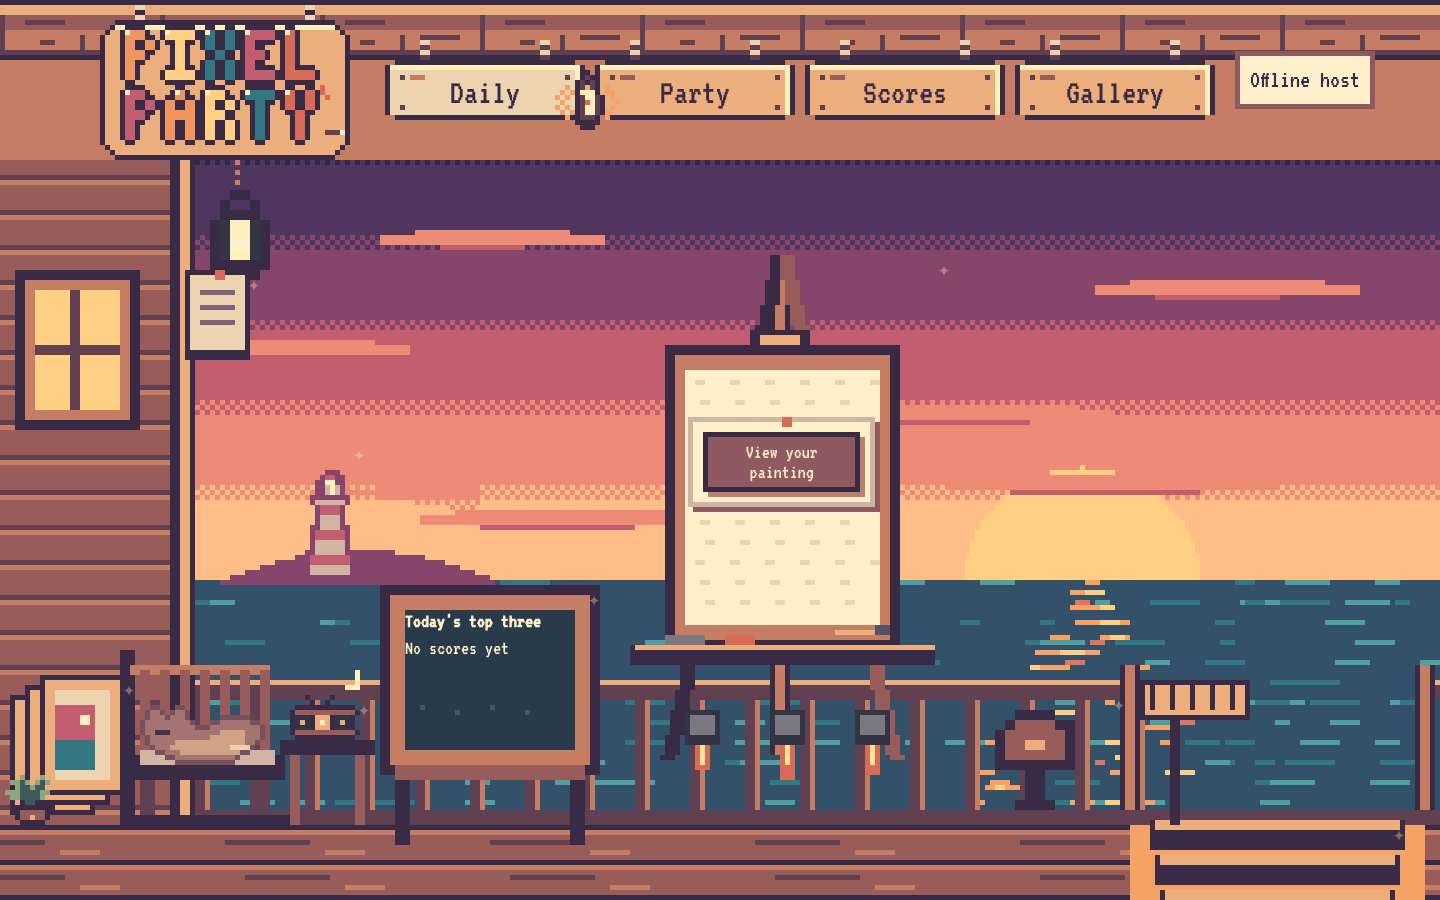 PIXEL
PARTY
Daily
Party
Scores
Gallery
Offline host
View your
painting
Today's top three
No scores yet